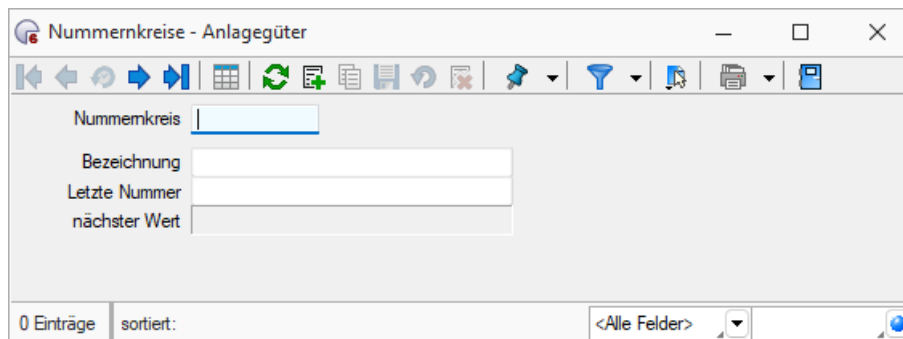 Nummernkreise - Anlagegüter
Nummernkreis
Bezeichnung
Letzte Nummer
nächster Wert
0 Einträge sortiert: <Alle Felder>